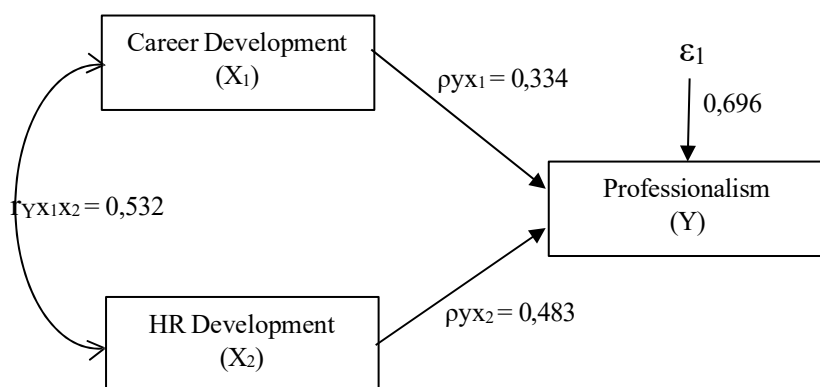 Career Development
(X₁)
ε₁
ρyx₁ = 0,334
0,696
Professionalism
(Y)
rYx₁x₂ = 0,532
HR Development
(X₂)
ρyx₂ = 0,483